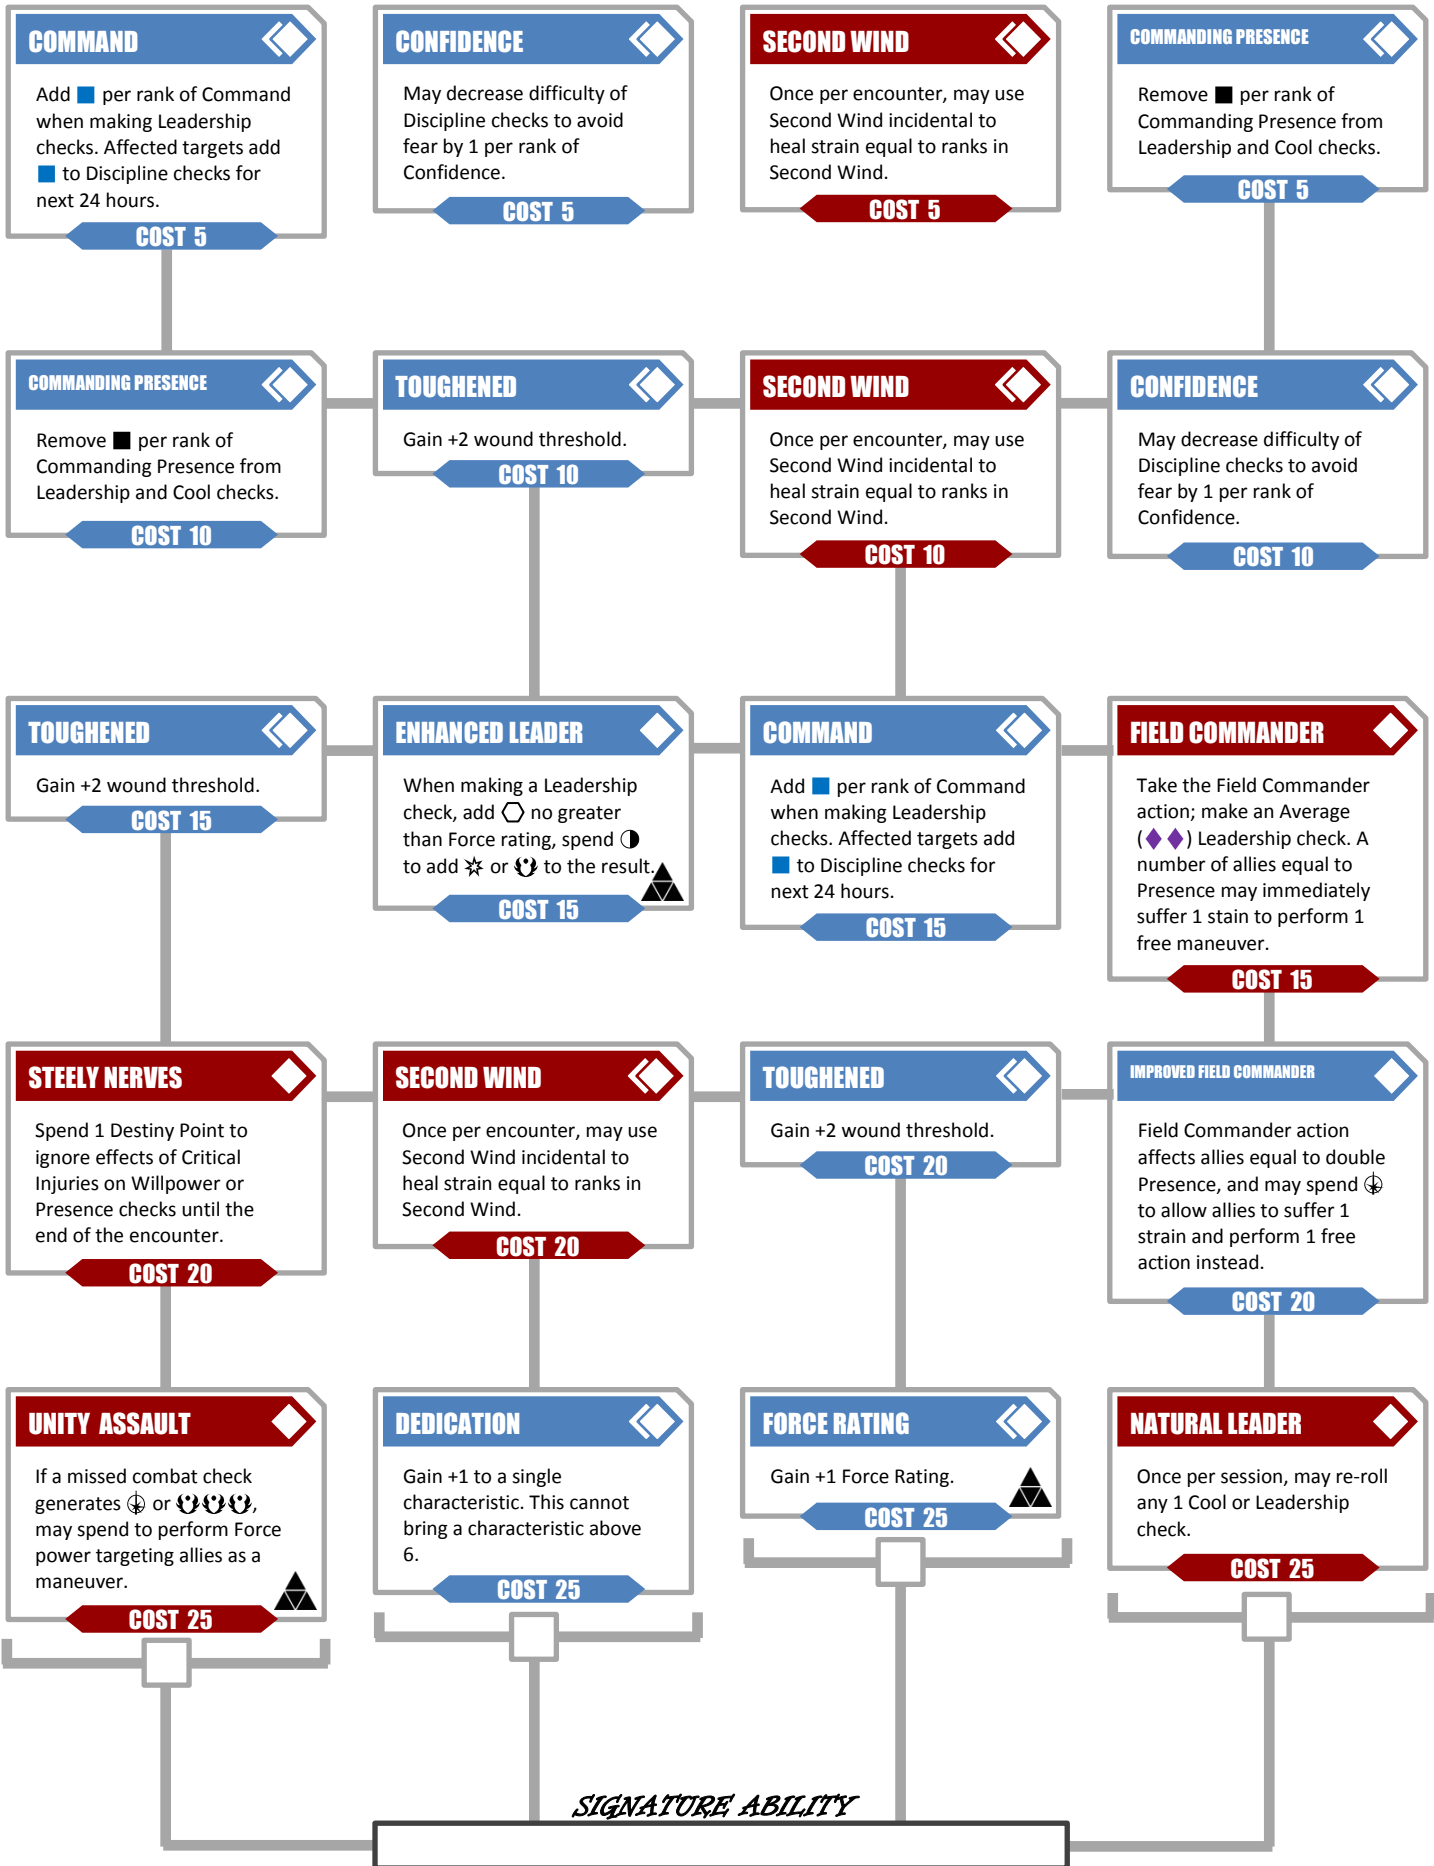 COMMAND
Add per rank of Command
when making Leadership
checks. Affected targets add
to Discipline checks for
next 24 hours.
COST 5
CONFIDENCE
May decrease difficulty of
Discipline checks to avoid
fear by 1 per rank of
Confidence.
COST 5
SECOND WIND
Once per encounter, may use
Second Wind incidental to
heal strain equal to ranks in
Second Wind.
COST 5
COMMANDING PRESENCE
Remove per rank of
Commanding Presence from
Leadership and Cool checks.
COST 5
COMMANDING PRESENCE
Remove per rank of
Commanding Presence from
Leadership and Cool checks.
COST 10
TOUGHENED
Gain +2 wound threshold.
COST 10
SECOND WIND
Once per encounter, may use
Second Wind incidental to
heal strain equal to ranks in
Second Wind.
COST 10
CONFIDENCE
May decrease difficulty of
Discipline checks to avoid
fear by 1 per rank of
Confidence.
COST 10
TOUGHENED
Gain +2 wound threshold.
COST 15
ENHANCED LEADER
When making a Leadership
check, add no greater
than Force rating, spend
to add or to the result.
COST 15
COMMAND
Add per rank of Command
when making Leadership
checks. Affected targets add
to Discipline checks for
next 24 hours.
COST 15
FIELD COMMANDER
Take the Field Commander
action; make an Average
( ) Leadership check. A
number of allies equal to
Presence may immediately
suffer 1 stain to perform 1
free maneuver.
COST 15
STEELY NERVES
Spend 1 Destiny Point to
ignore effects of Critical
Injuries on Willpower or
Presence checks until the
end of the encounter.
COST 20
SECOND WIND
Once per encounter, may use
Second Wind incidental to
heal strain equal to ranks in
Second Wind.
COST 20
TOUGHENED
Gain +2 wound threshold.
COST 20
IMPROVED FIELD COMMANDER
Field Commander action
affects allies equal to double
Presence, and may spend
to allow allies to suffer 1
strain and perform 1 free
action instead.
COST 20
UNITY ASSAULT
If a missed combat check
generates or ,
may spend to perform Force
power targeting allies as a
maneuver.
COST 25
DEDICATION
Gain +1 to a single
characteristic. This cannot
bring a characteristic above
6.
COST 25
FORCE RATING
Gain +1 Force Rating.
COST 25
NATURAL LEADER
Once per session, may re-roll
any 1 Cool or Leadership
check.
COST 25
SIGNATURE ABILITY